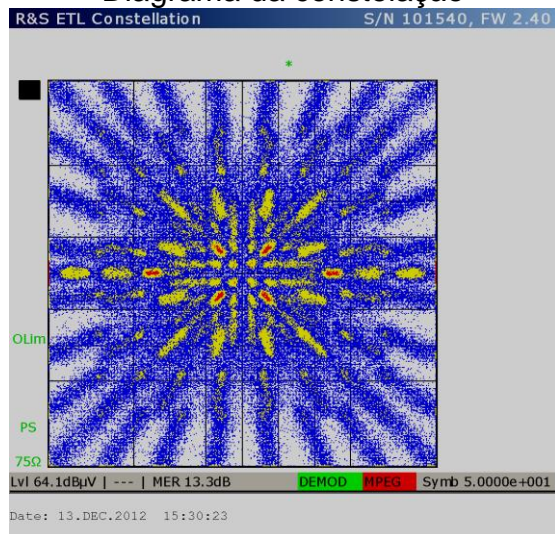 Diagrama da constelação
R&S ETL Constellation S/N 101540, FW 2.40
*
OLim
PS
75Ω
Lvl 64.1dBµV | --- | MER 13.3dB DEMOD MPEG Symb 5.0000e+001
Date: 13.DEC.2012 15:30:23